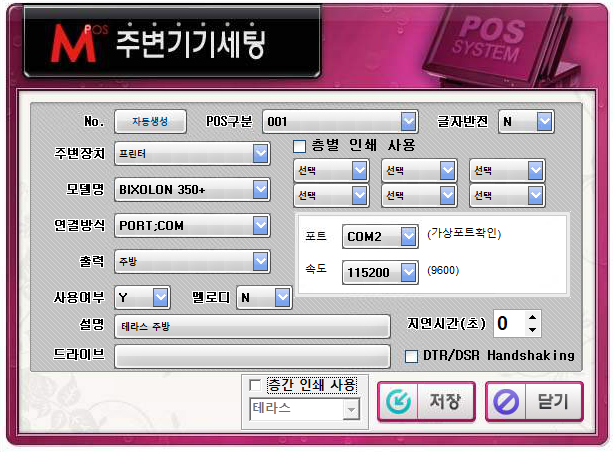 MPOS 주변기기세팅
POS SYSTEM
No. 자동생성 POS구분 001 글자반전 N
주변장치 프린터 층별 인쇄 사용
선택 선택 선택
모델명 BIXOLON 350+ 선택 선택 선택
연결방식 PORT;COM 포트 COM2 (가상포트확인)
출력 주방 속도 115200 (9600)
사용여부 Y 멜로디 N
설명 테라스 주방 지연시간(초) 0
드라이브 DTR/DSR Handshaking
층간 인쇄 사용
테라스 저장 닫기